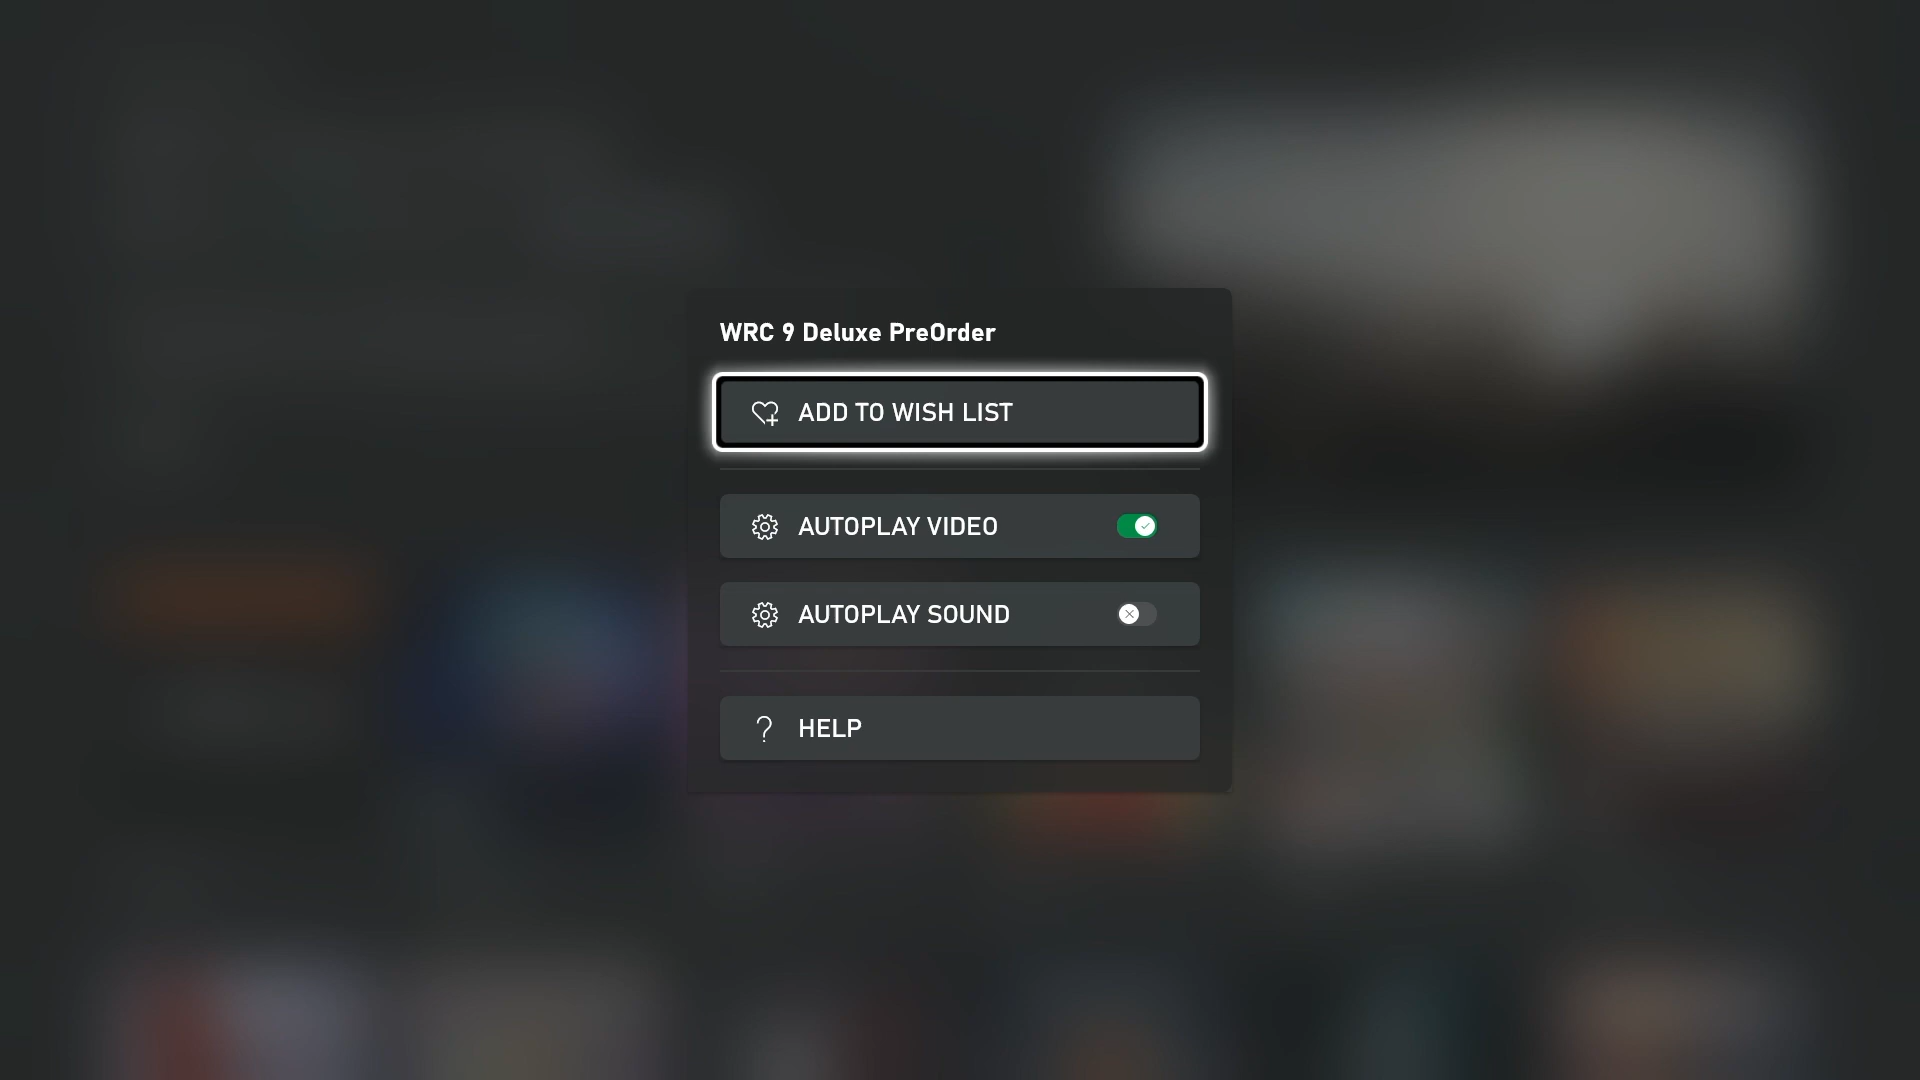 WRC 9 Deluxe PreOrder
ADD TO WISH LIST
AUTOPLAY VIDEO
AUTOPLAY SOUND
HELP